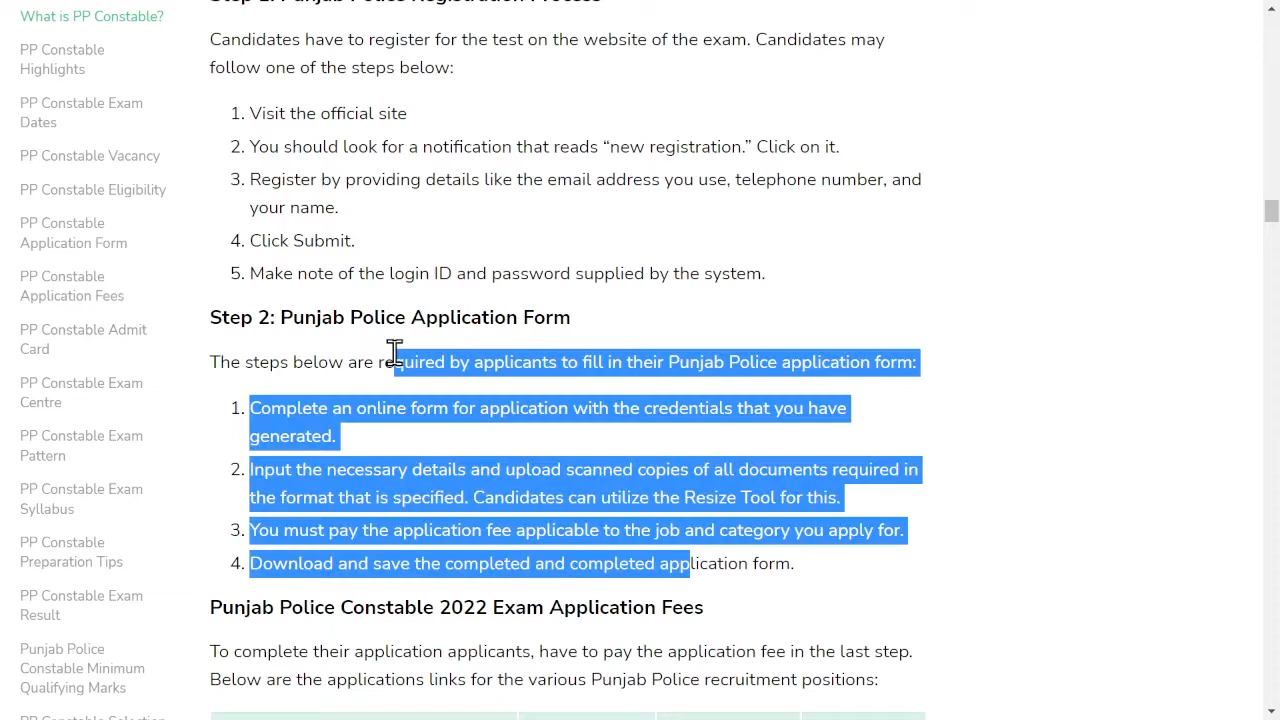 What is PP Constable?
PP Constable
Highlights
PP Constable Exam
Dates
PP Constable Vacancy
PP Constable Eligibility
PP Constable
Application Form
PP Constable
Application Fees
PP Constable Admit
Card
PP Constable Exam
Centre
PP Constable Exam
Pattern
PP Constable Exam
Syllabus
PP Constable
Preparation Tips
PP Constable Exam
Result
Punjab Police
Constable Minimum
Qualifying Marks
PP Constable Selection
Step 1: Punjab Police Registration Process
Candidates have to register for the test on the website of the exam. Candidates may
follow one of the steps below:
1. Visit the official site
2. You should look for a notification that reads “new registration.” Click on it.
3. Register by providing details like the email address you use, telephone number, and
your name.
4. Click Submit.
5. Make note of the login ID and password supplied by the system.
Step 2: Punjab Police Application Form
The steps below are required by applicants to fill in their Punjab Police application form:
1. Complete an online form for application with the credentials that you have
generated.
2. Input the necessary details and upload scanned copies of all documents required in
the format that is specified. Candidates can utilize the Resize Tool for this.
3. You must pay the application fee applicable to the job and category you apply for.
4. Download and save the completed and completed application form.
Punjab Police Constable 2022 Exam Application Fees
To complete their application applicants, have to pay the application fee in the last step.
Below are the applications links for the various Punjab Police recruitment positions: